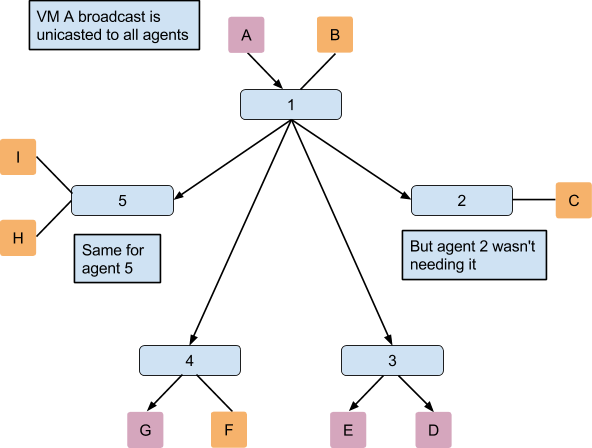 VM A broadcast is
unicasted to all agents
A
B
1
I
5
2
C
H
Same for
agent 5
But agent 2 wasn't
needing it
4
3
G
F
E
D